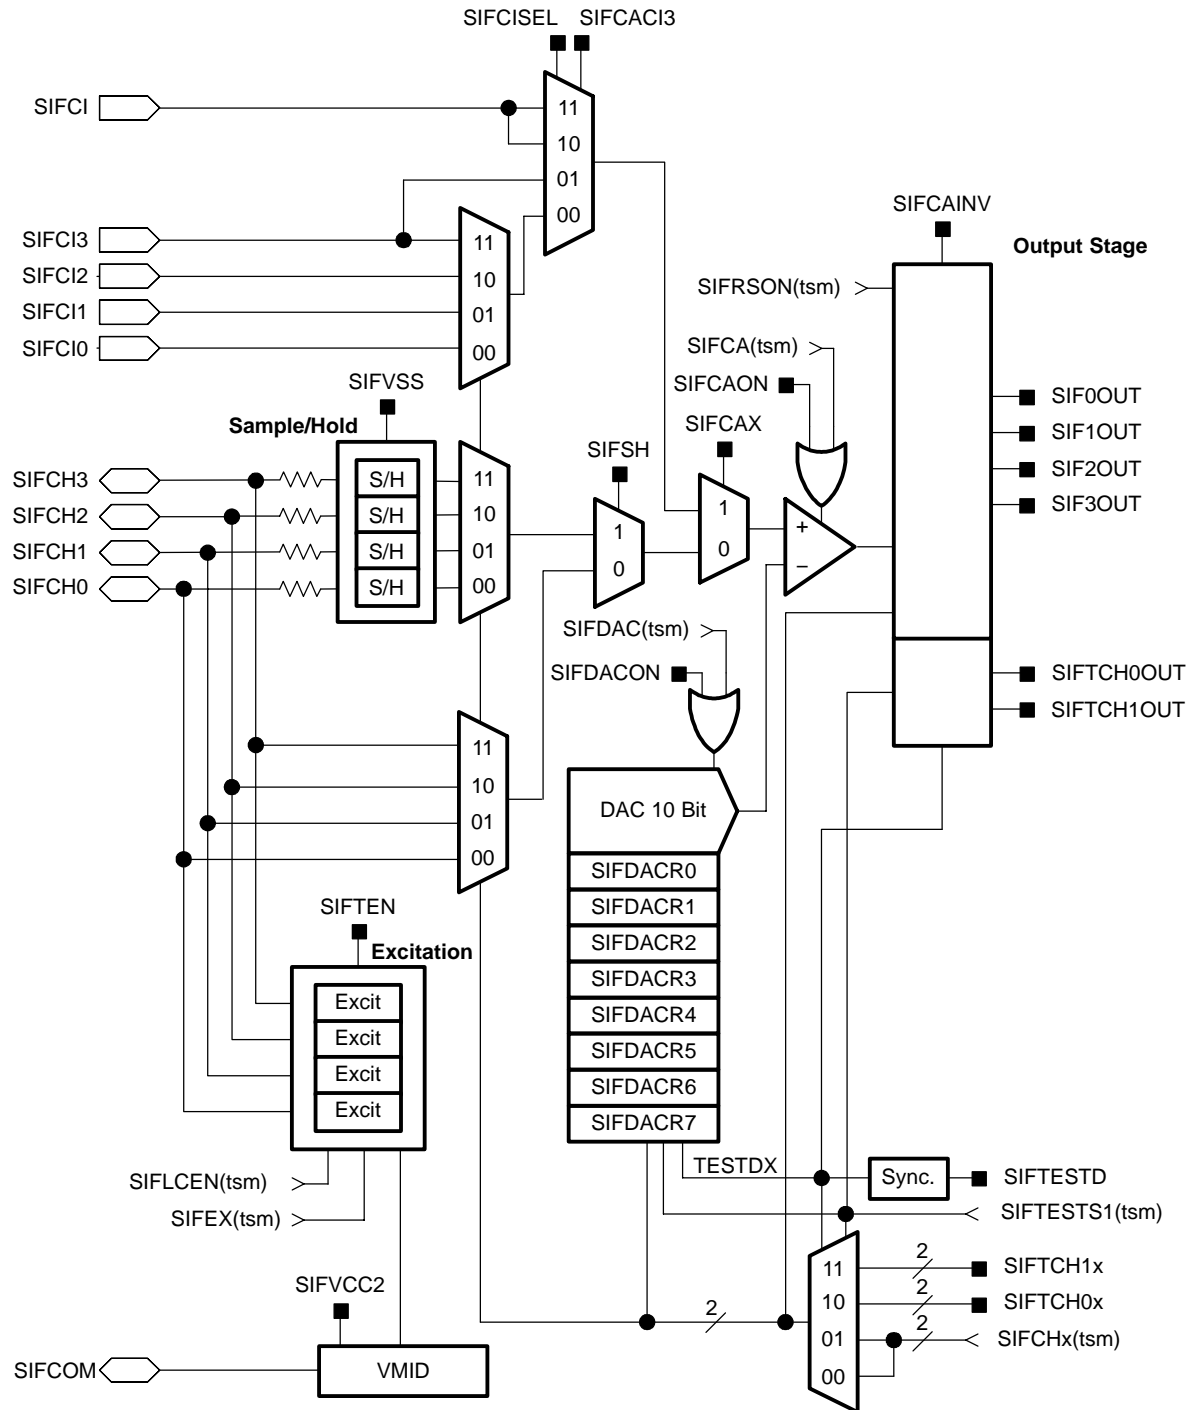 SIFCISEL SIFCACI3
SIFCI
11
10
01
00
SIFCI3
SIFCI2
SIFCI1
SIFCI0
11
10
01
00
SIFCAINV
Output Stage
SIFRSON(tsm)
SIFCA(tsm)
SIFCAON
SIFVSS
Sample/Hold
SIFCAX
SIFSH
SIF0OUT
SIF1OUT
SIF2OUT
SIF3OUT
SIFCH3
SIFCH2
SIFCH1
SIFCH0
S/H
S/H
S/H
S/H
11
10
01
00
1
0
1
0
+
−
SIFDAC(tsm)
SIFDACON
SIFTCH0OUT
SIFTCH1OUT
11
10
01
00
DAC 10 Bit
SIFDACR0
SIFDACR1
SIFDACR2
SIFDACR3
SIFDACR4
SIFDACR5
SIFDACR6
SIFDACR7
SIFTEN
Excitation
Excit
Excit
Excit
Excit
SIFLCEN(tsm)
SIFEX(tsm)
TESTDX
Sync.
SIFTESTD
SIFTESTS1(tsm)
SIFVCC2
SIFCOM
VMID
2
11
10
01
00
2
SIFTCH1x
2
SIFTCH0x
2
SIFCHx(tsm)